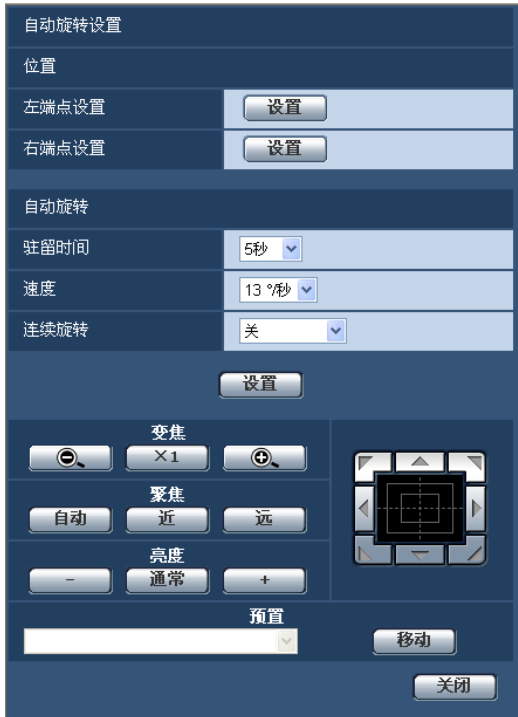 自动旋转设置
位置
左端点设置 设置
右端点设置 设置
自动旋转
驻留时间 5秒
速度 13 °/秒
连续旋转 关
设置
变焦
×1
聚焦
自动 近 远
亮度
- 通常 +
预置
移动
关闭